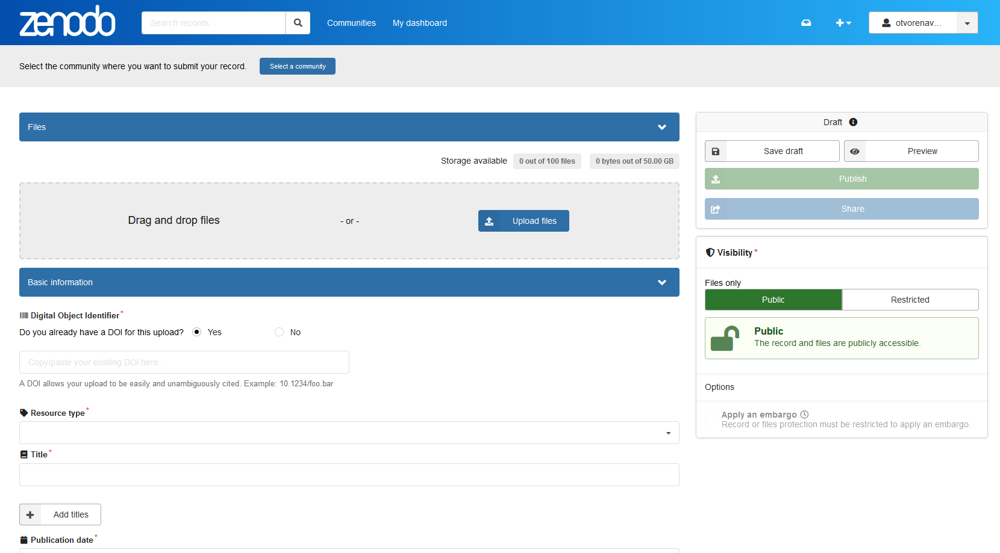 zenodo
Search records...
Communities
My dashboard
otvorenav...
Select the community where you want to submit your record.
Select a community
Files
Storage available
0 out of 100 files
0 bytes out of 50.00 GB
Drag and drop files
- or -
Upload files
Basic information
Digital Object Identifier*
Do you already have a DOI for this upload?
Yes
No
Copy/paste your existing DOI here...
A DOI allows your upload to be easily and unambiguously cited. Example: 10.1234/foo.bar
Resource type*
Title*
Add titles
Publication date*
Draft
Save draft
Preview
Publish
Share
Visibility*
Files only
Public
Restricted
Public
The record and files are publicly accessible.
Options
Apply an embargo
Record or files protection must be restricted to apply an embargo.